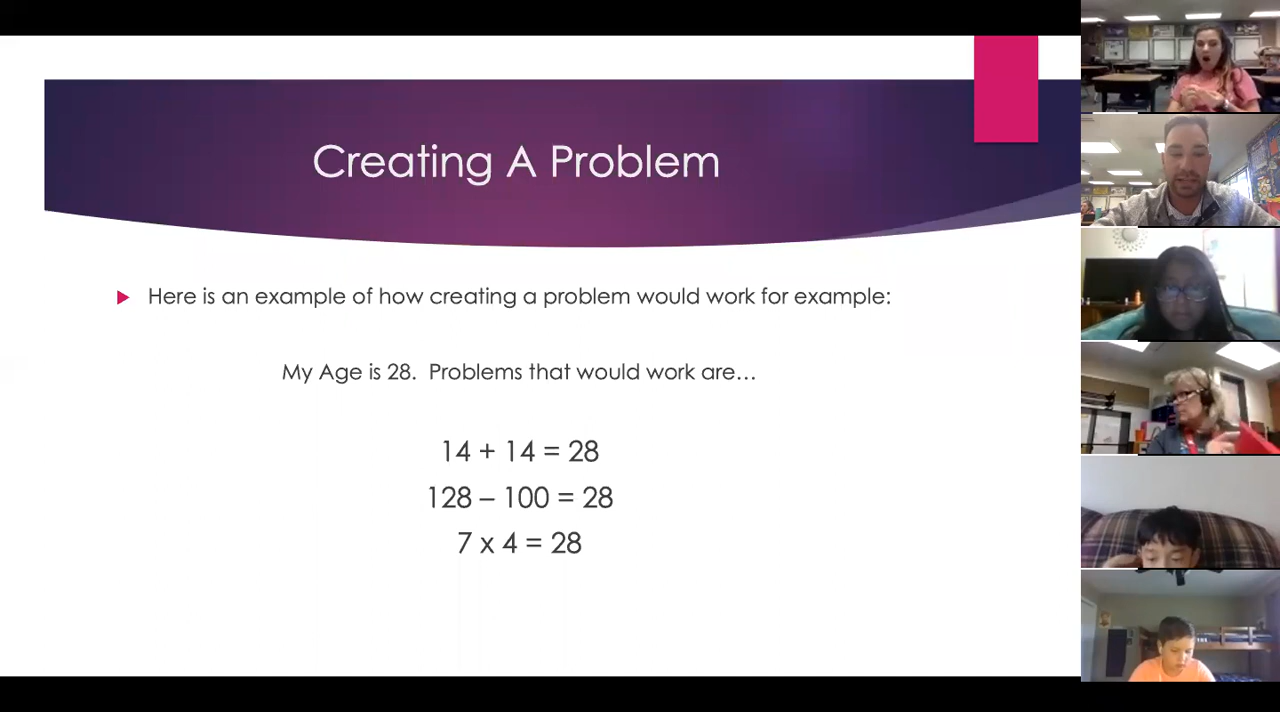 Creating A Problem
Here is an example of how creating a problem would work for example:
My Age is 28.  Problems that would work are…
14 + 14 = 28
128 – 100 = 28
7 x 4 = 28